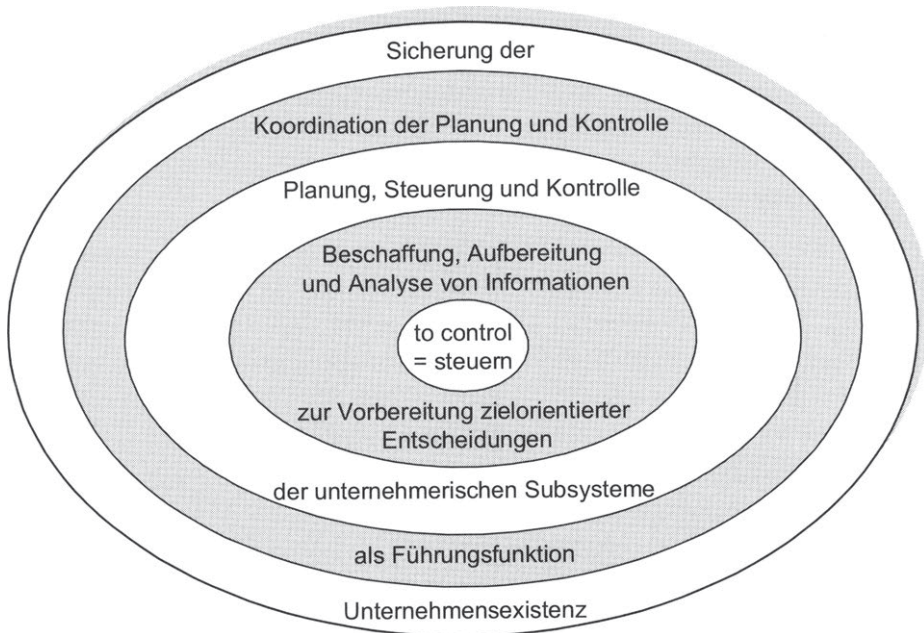 Sicherung der
Koordination der Planung und Kontrolle
Planung, Steuerung und Kontrolle
Beschaffung, Aufbereitung
und Analyse von Informationen
to control
= steuern
zur Vorbereitung zielorientierter
Entscheidungen
der unternehmerischen Subsysteme
als Führungsfunktion
Unternehmensexistenz